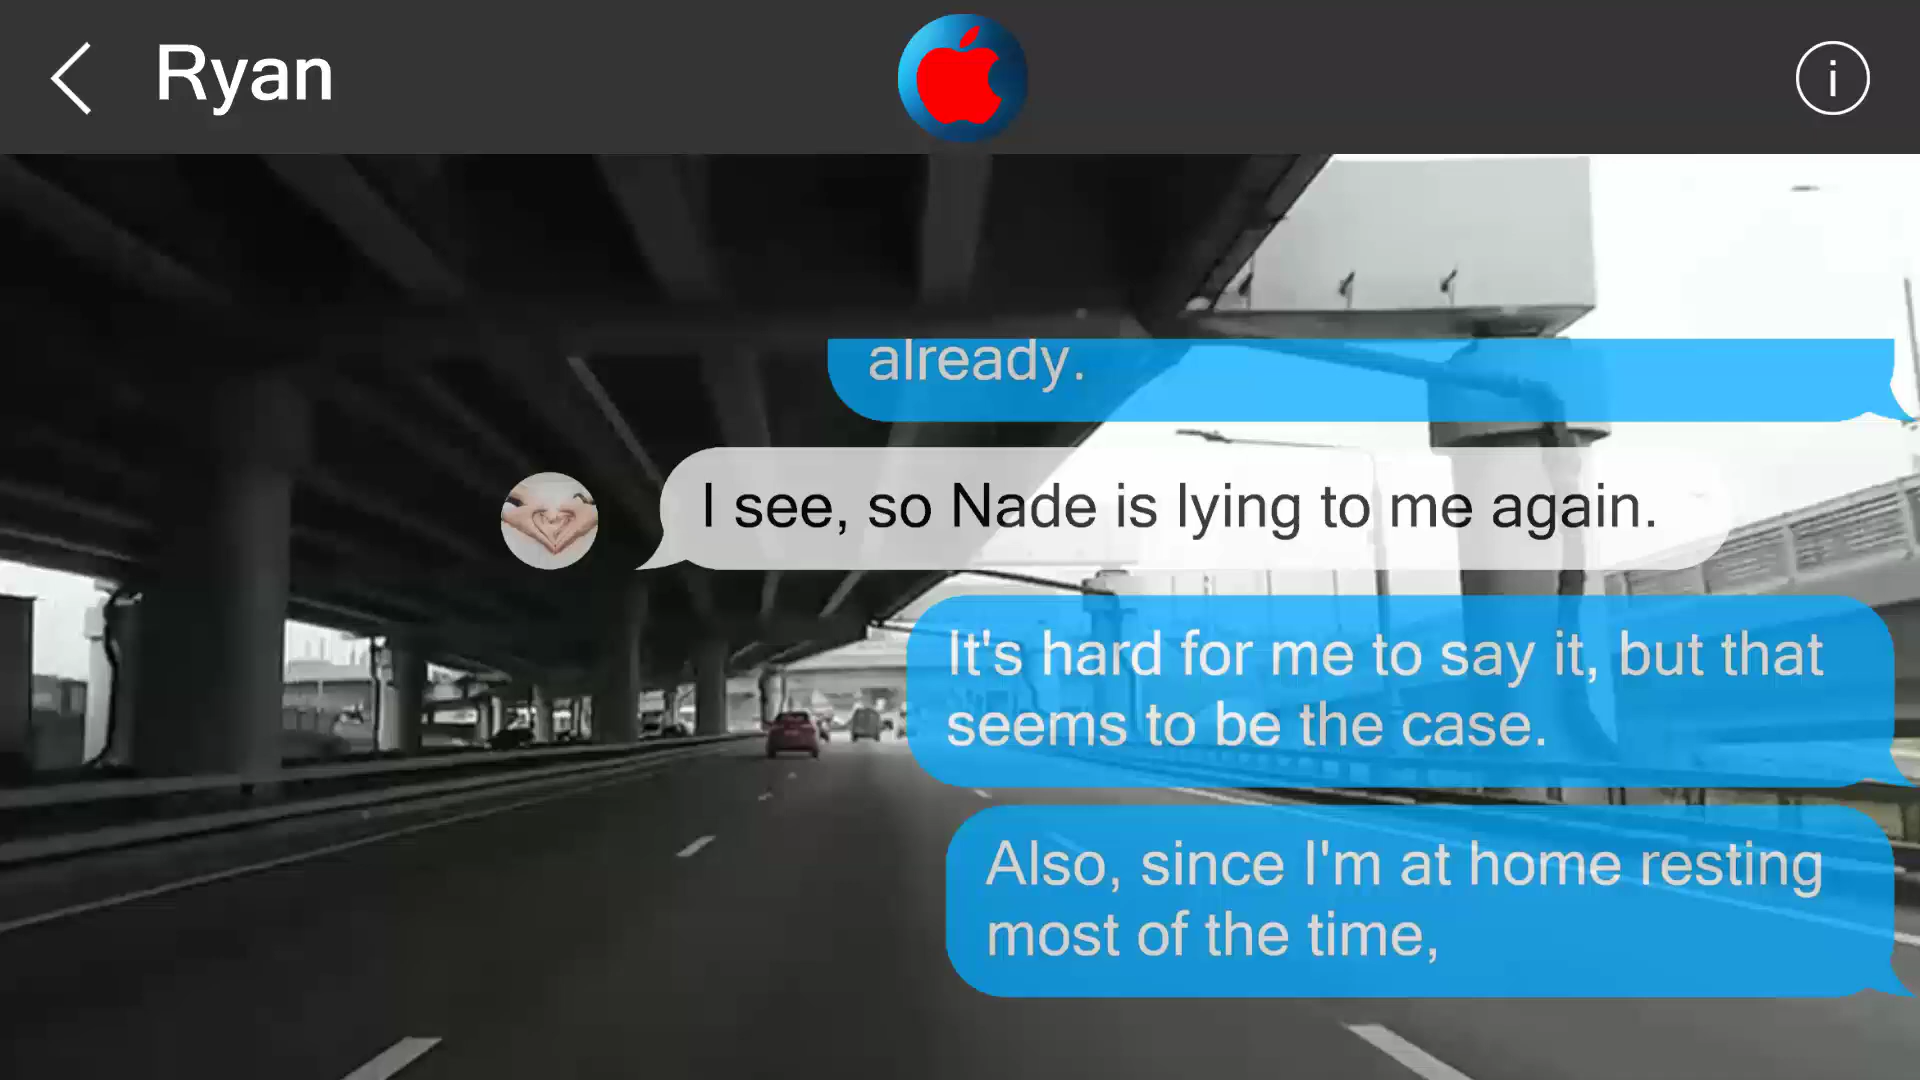 Ryan
i
already.
I see, so Nade is lying to me again.
It's hard for me to say it, but that
seems to be the case.
Also, since I'm at home resting
most of the time,